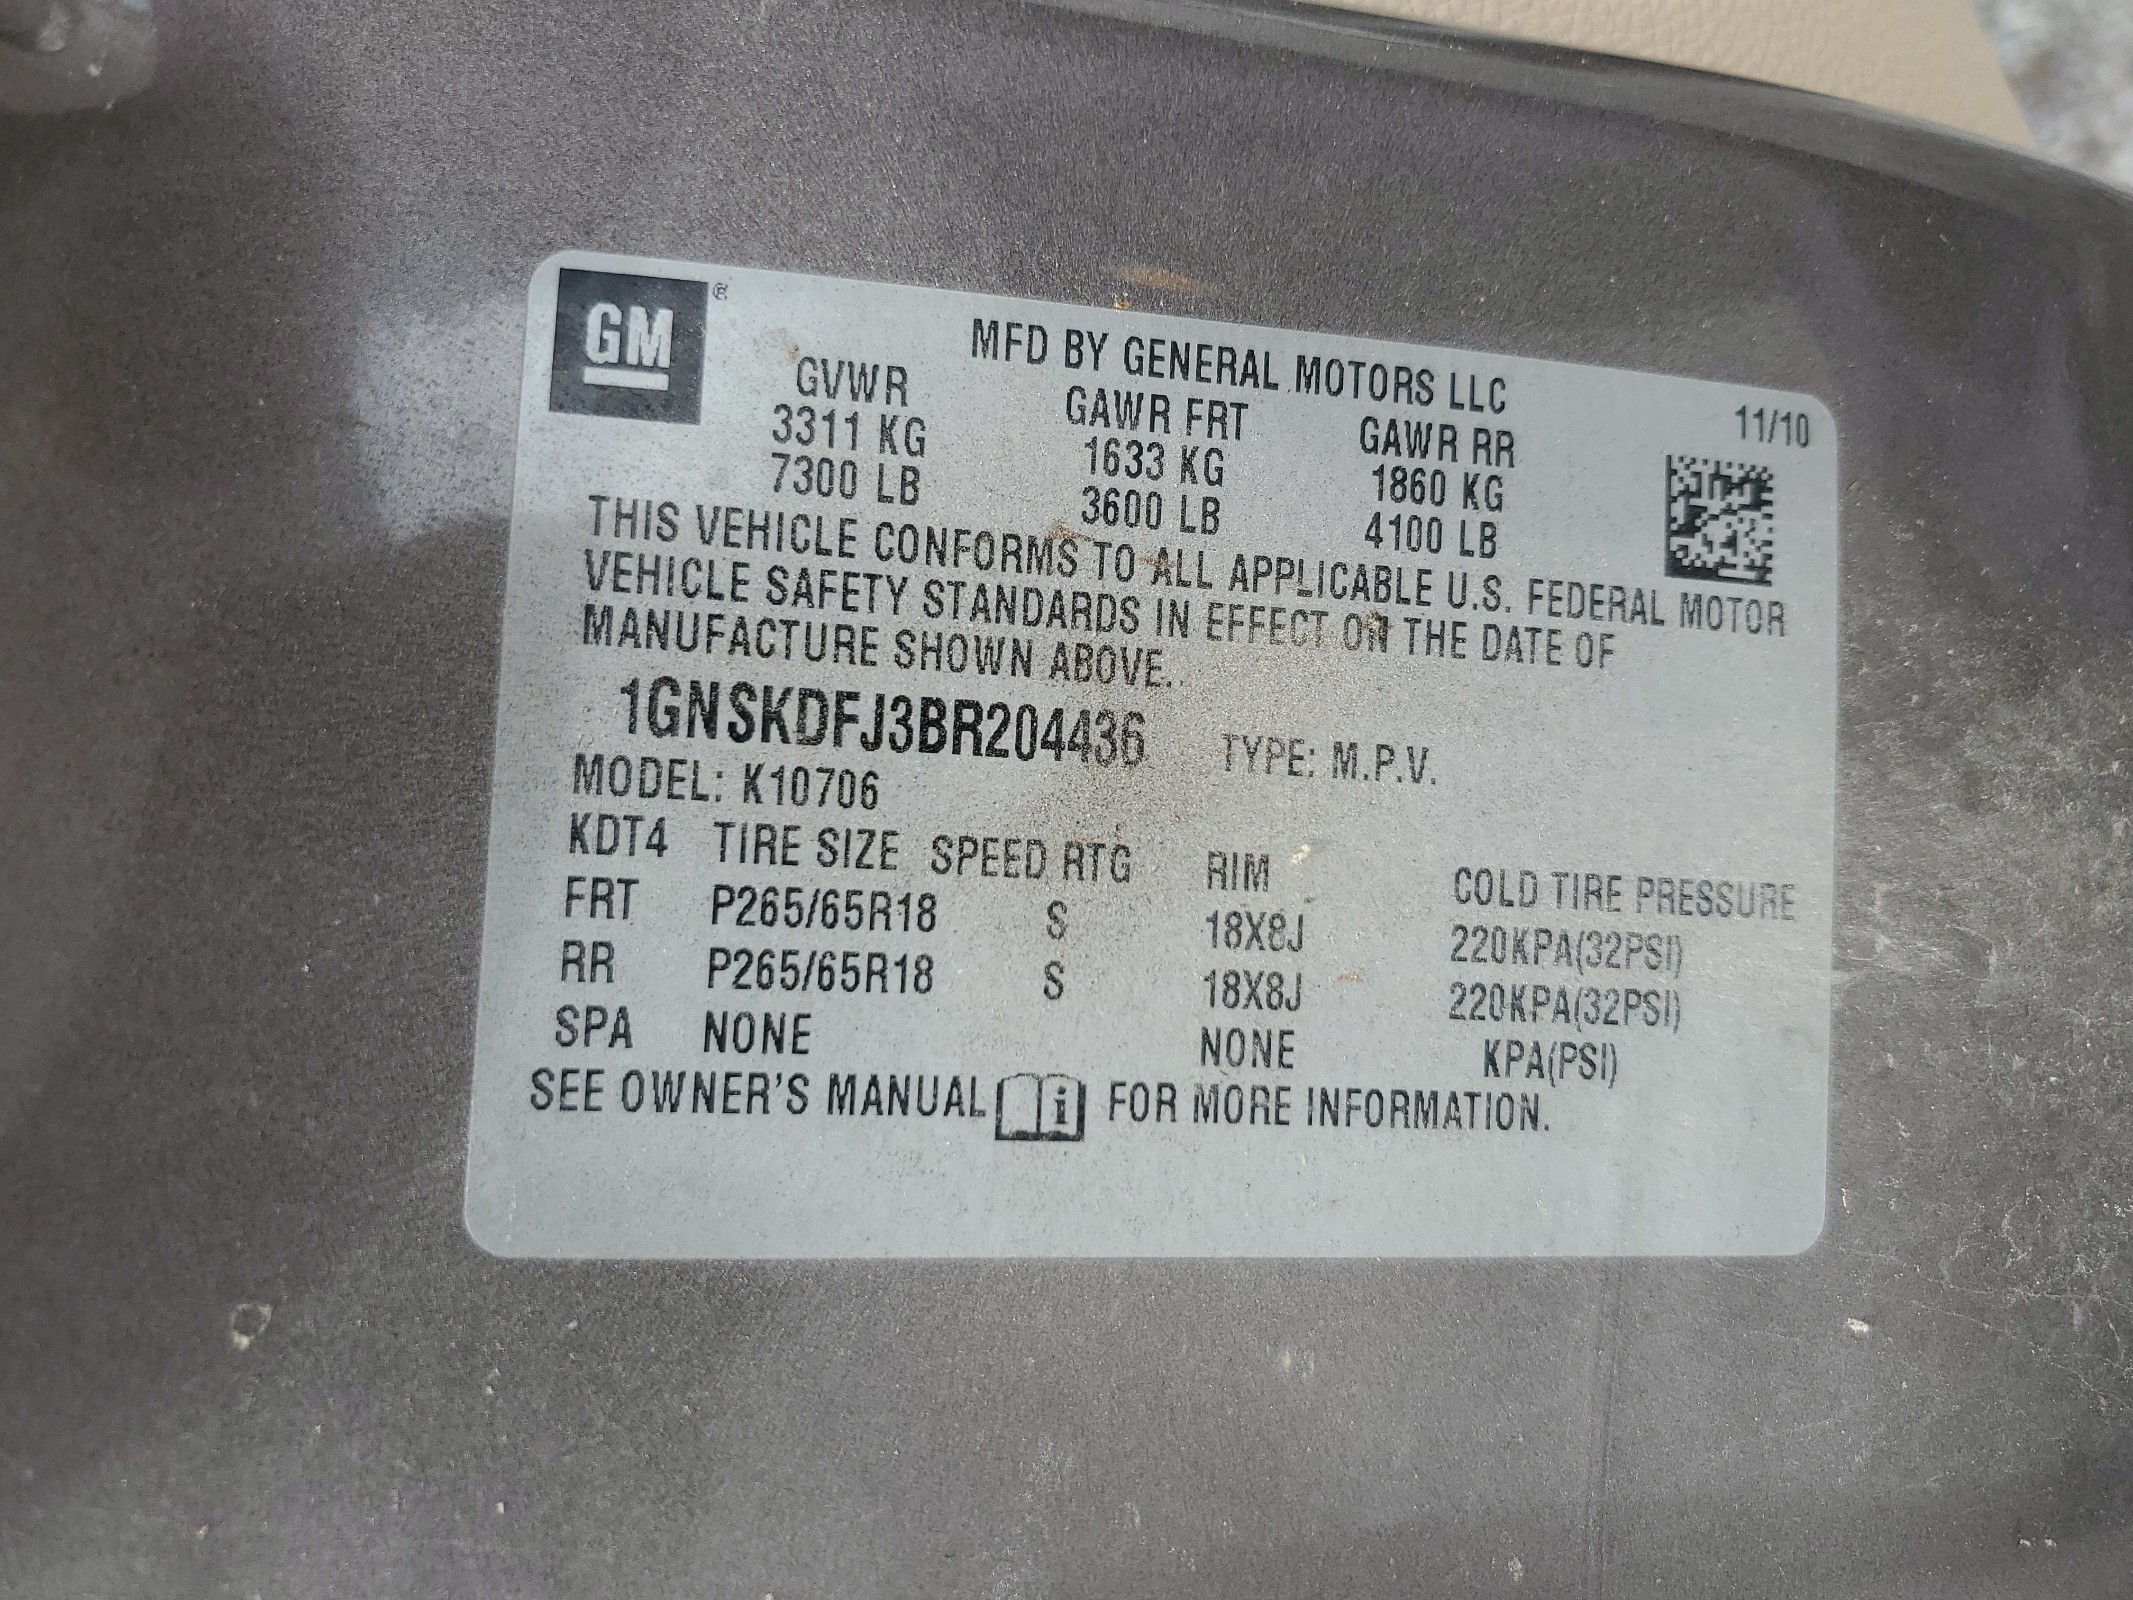 GM ®
MFD BY GENERAL MOTORS LLC
11/10
GVWR GAWR FRT GAWR RR
3311 KG 1633 KG 1860 KG
7300 LB 3600 LB 4100 LB
THIS VEHICLE CONFORMS TO ALL APPLICABLE U.S. FEDERAL MOTOR
VEHICLE SAFETY STANDARDS IN EFFECT ON THE DATE OF
MANUFACTURE SHOWN ABOVE.
1GNSKDFJ3BR204436 TYPE: M.P.V.
MODEL: K10706
KDT4 TIRE SIZE SPEED RTG RIM COLD TIRE PRESSURE
FRT P265/65R18 S 18X8J 220KPA(32PSI)
RR P265/65R18 S 18X8J 220KPA(32PSI)
SPA NONE NONE KPA(PSI)
SEE OWNER'S MANUAL i FOR MORE INFORMATION.